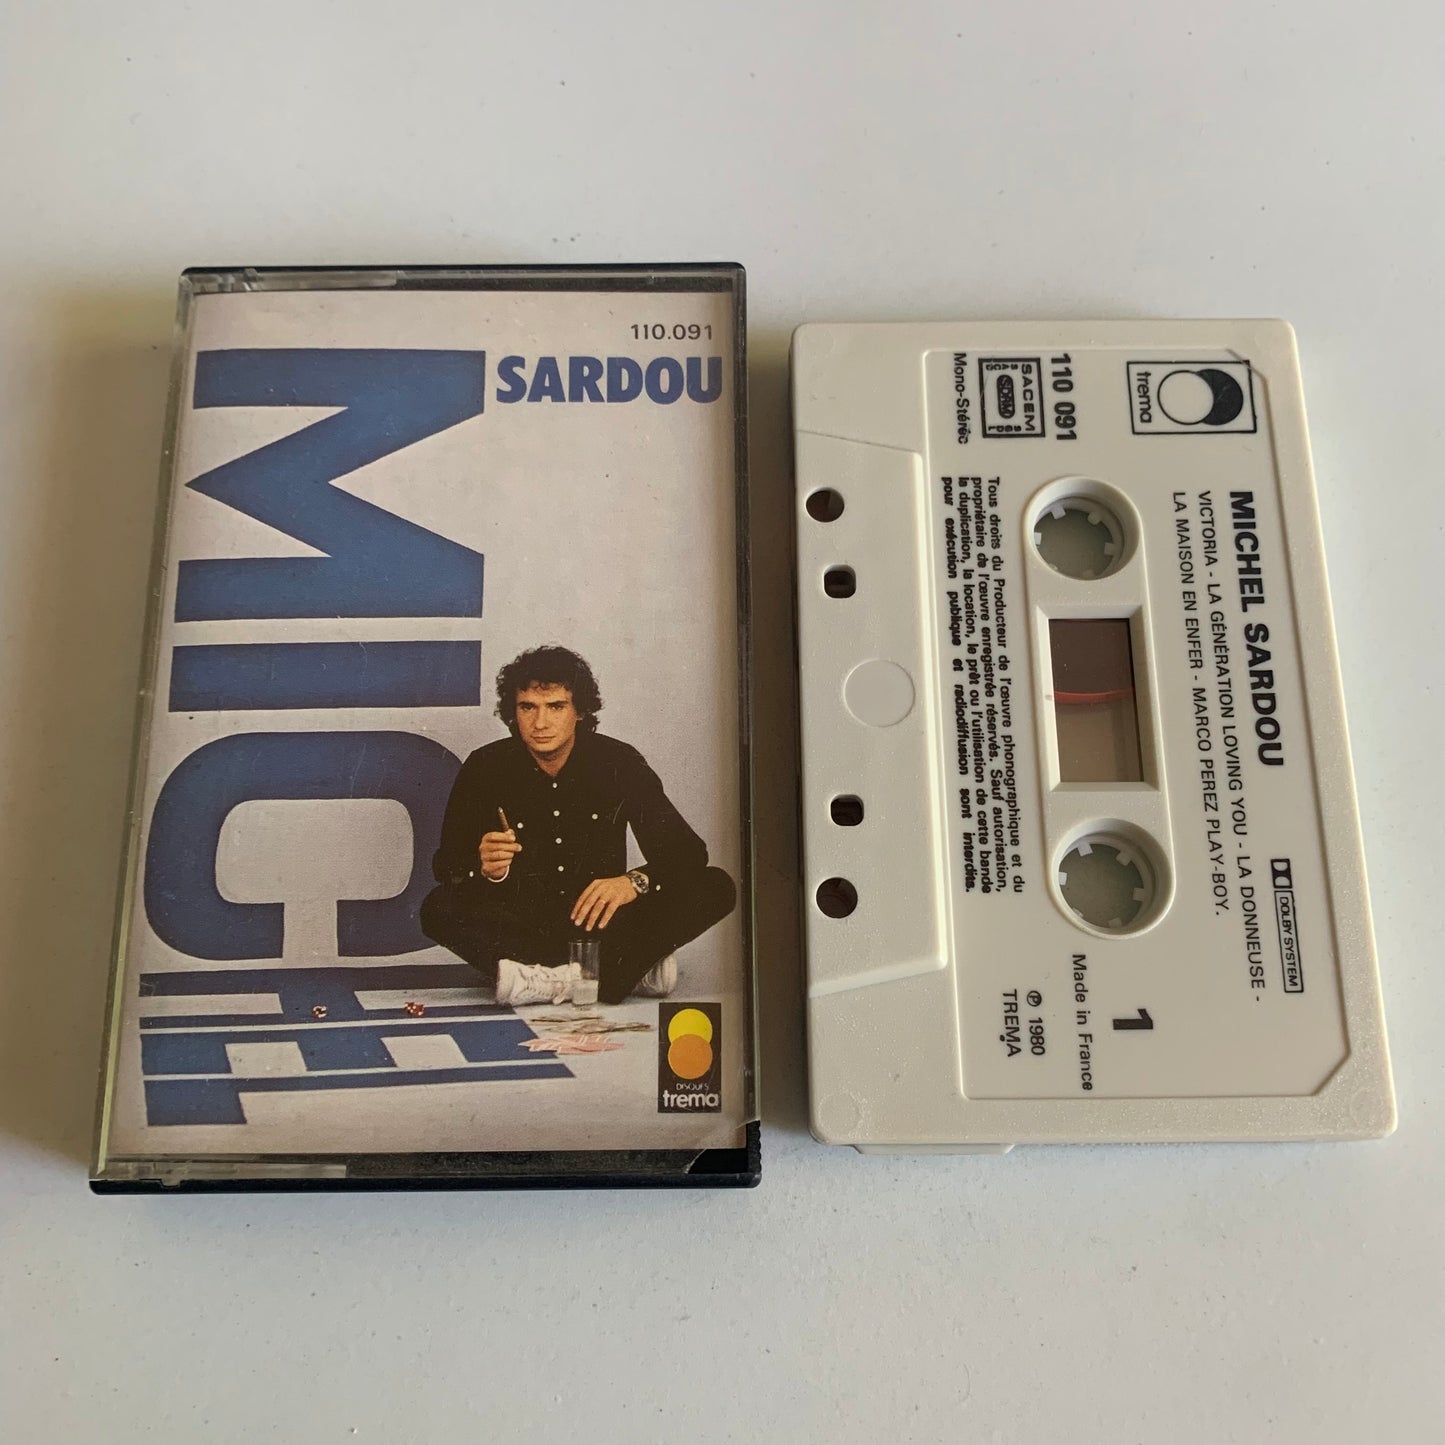 110.091
SARDOU
MICHEL
DISQUES
trema
trema
110 091
SACEM
SDRM
Mono-Stéréo
MICHEL SARDOU
VICTORIA - LA GÉNÉRATION LOVING YOU - LA DONNEUSE -
LA MAISON EN ENFER - MARCO PEREZ PLAY-BOY.
Tous droits du Producteur de l'œuvre phonographique et du
propriétaire de l'œuvre enregistrée réservés. Sauf autorisation,
la duplication, la location, le prêt ou l'utilisation de cette bande
pour exécution publique et radiodiffusion sont interdits.
DOLBY SYSTEM
1
Made in France
℗ 1980
TREMA